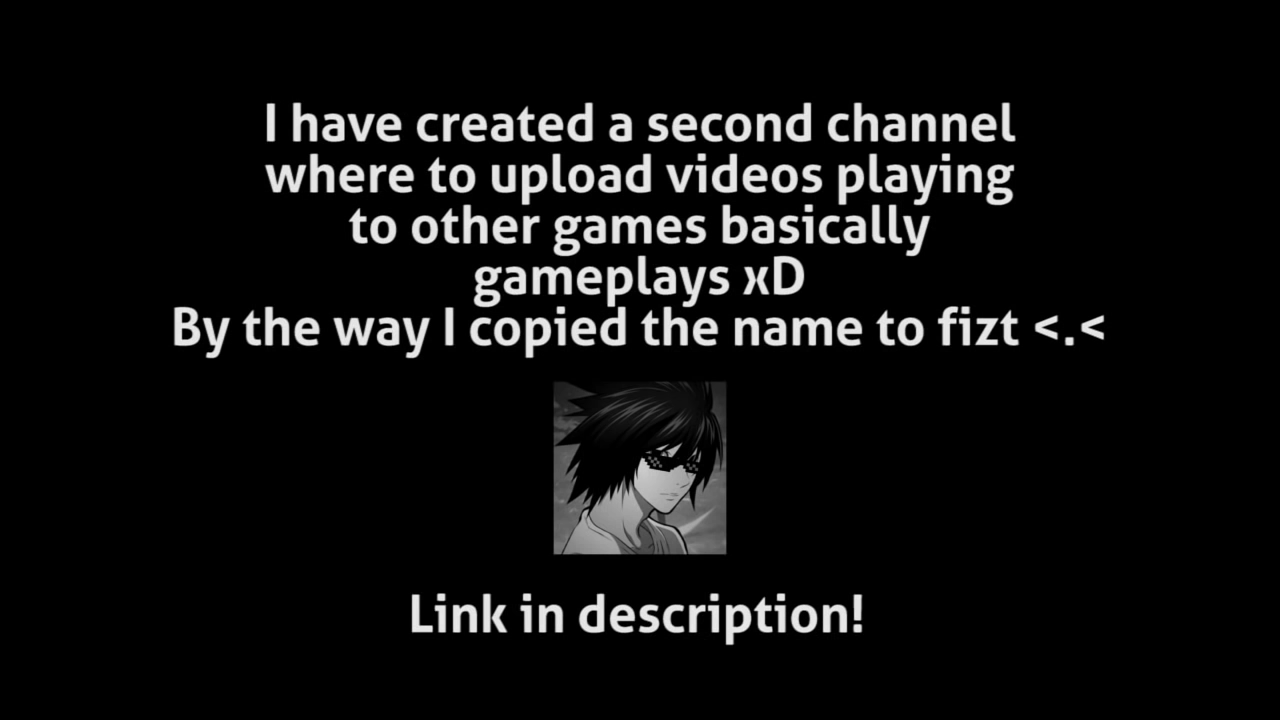 I have created a second channel
where to upload videos playing
to other games basically
gameplays xD
By the way I copied the name to fizt <.<
Link in description!